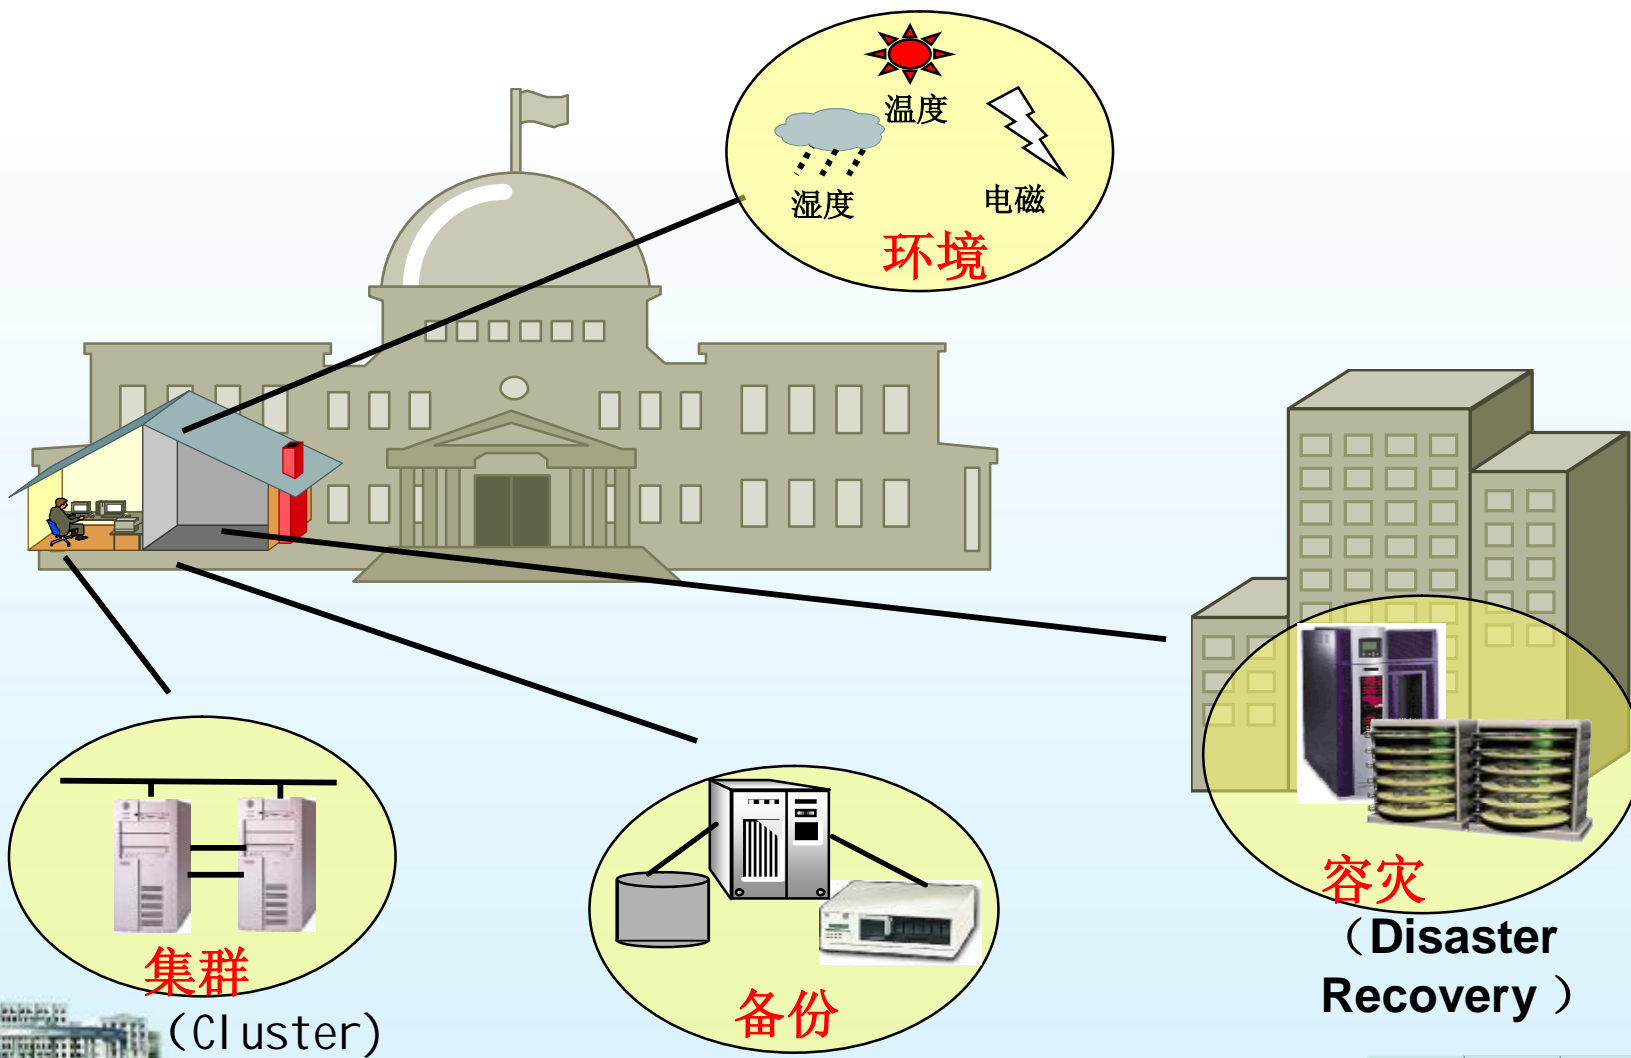 温度
湿度
电磁
环境
集群
(Cluster)
备份
容灾
（Disaster
Recovery ）